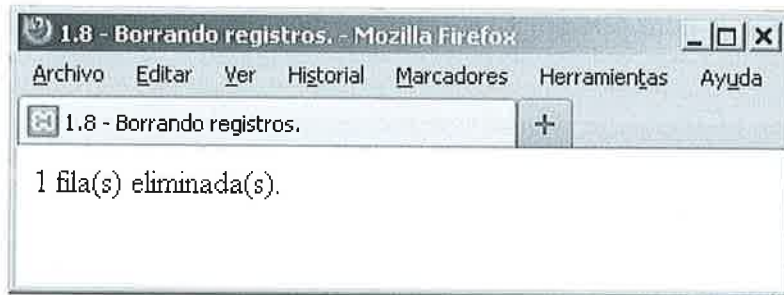 1.8 - Borrando registros. - Mozilla Firefox
Archivo Editar Ver Historial Marcadores Herramientas Ayuda
1.8 - Borrando registros.
1 fila(s) eliminada(s).